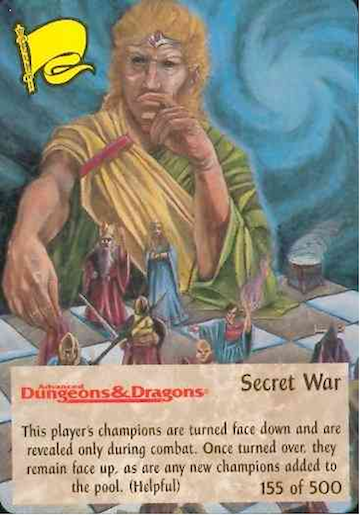 Advanced
Dungeons & Dragons®
Secret War
This player's champions are turned face down and are
revealed only during combat. Once turned over, they
remain face up, as are any new champions added to
the pool. (Helpful)
155 of 500